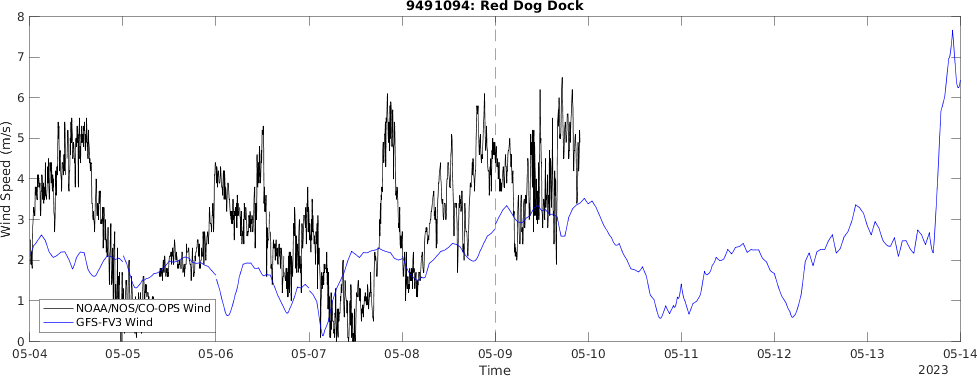 9491094: Red Dog Dock
8
7
6
5
4
3
2
1
0
Wind Speed (m/s)
NOAA/NOS/CO-OPS Wind
GFS-FV3 Wind
05-04 05-05 05-06 05-07 05-08 05-09 05-10 05-11 05-12 05-13 05-14
Time
2023